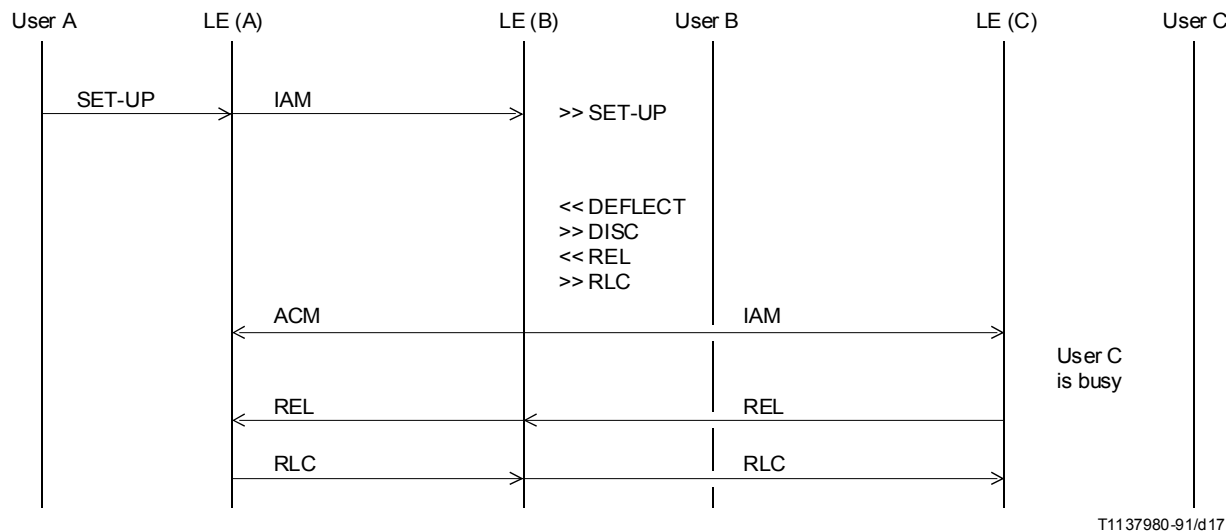 User A LE (A) LE (B) User B LE (C) User C
SET-UP IAM >> SET-UP
<< DEFLECT
>> DISC
<< REL
>> RLC
ACM IAM
User C
is busy
REL REL
RLC RLC
T1137980-91/d17